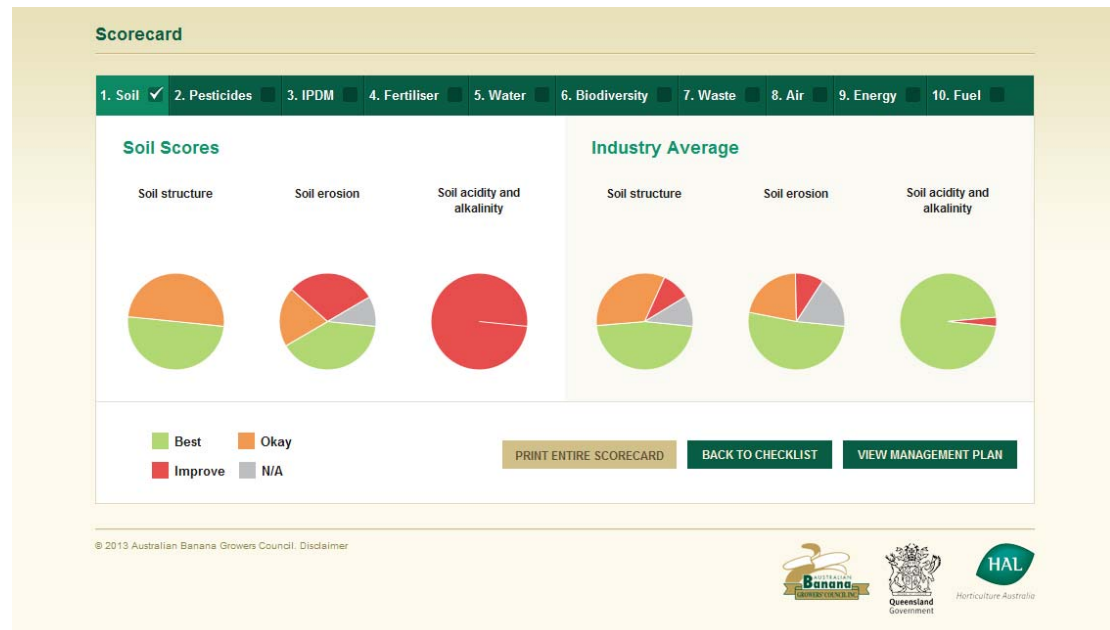 Scorecard
1. Soil 2. Pesticides 3. IPDM 4. Fertiliser 5. Water 6. Biodiversity 7. Waste 8. Air 9. Energy 10. Fuel
Soil Scores
Soil structure
Soil erosion
Soil acidity and
alkalinity
Industry Average
Soil structure
Soil erosion
Soil acidity and
alkalinity
Best
Okay
Improve
N/A
PRINT ENTIRE SCORECARD
BACK TO CHECKLIST
VIEW MANAGEMENT PLAN
© 2013 Australian Banana Growers Council. Disclaimer
AUSTRALIAN
Banana
GROWERS' COUNCIL INC
Queensland
Government
HAL
Horticulture Australia